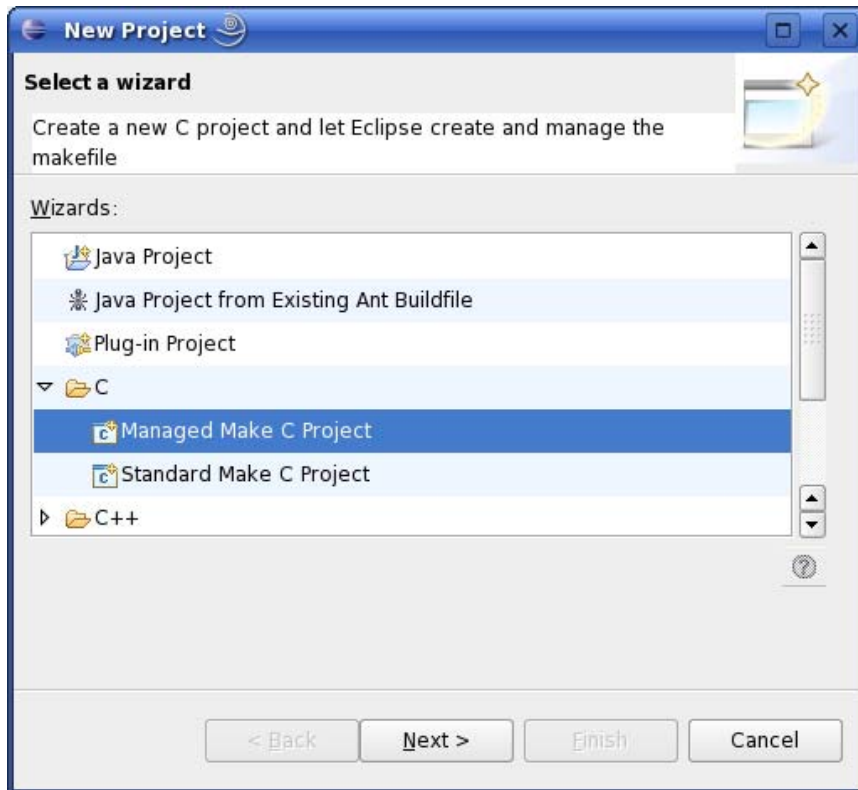 New Project
Select a wizard
Create a new C project and let Eclipse create and manage the
makefile
Wizards:
Java Project
Java Project from Existing Ant Buildfile
Plug-in Project
C
Managed Make C Project
Standard Make C Project
C++
< Back
Next >
Finish
Cancel